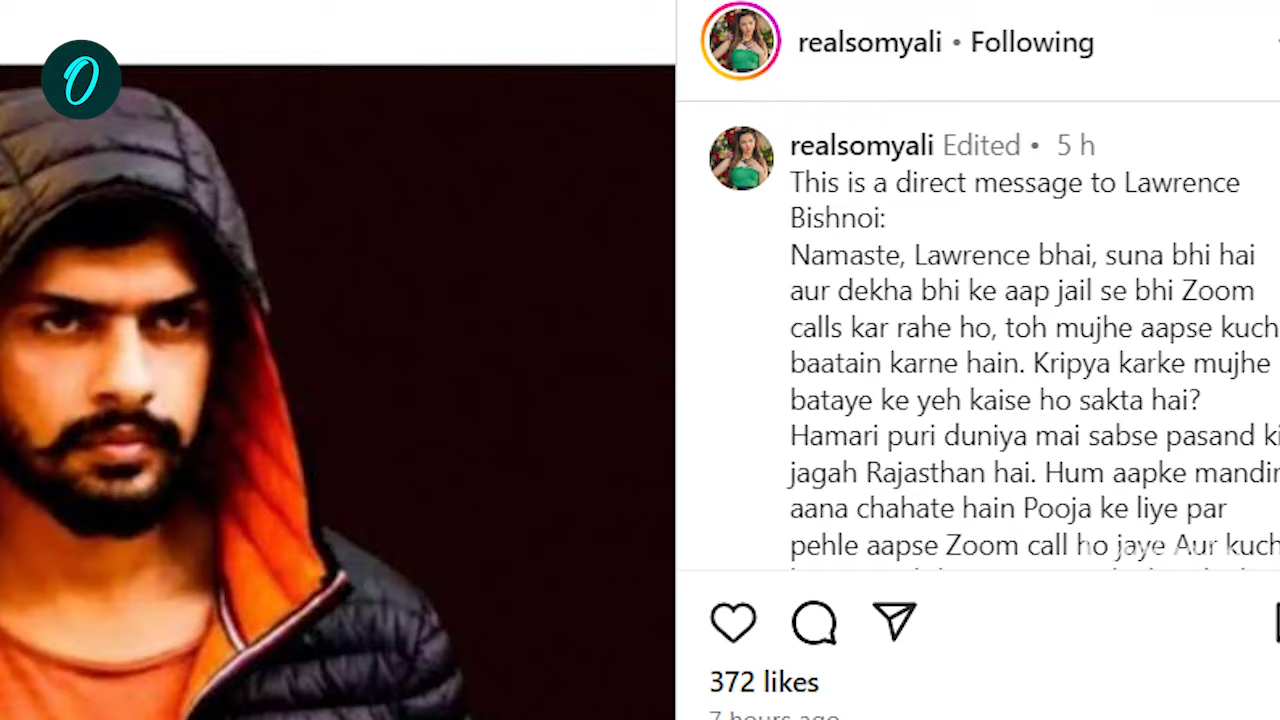 realsomyali • Following
realsomyali Edited • 5 h
This is a direct message to Lawrence
Bishnoi:
Namaste, Lawrence bhai, suna bhi hai
aur dekha bhi ke aap jail se bhi Zoom
calls kar rahe ho, toh mujhe aapse kuch
baatain karne hain. Kripya karke mujhe
bataye ke yeh kaise ho sakta hai?
Hamari puri duniya mai sabse pasand ki
jagah Rajasthan hai. Hum aapke mandir
aana chahate hain Pooja ke liye par
pehle aapse Zoom call ho jaye Aur kuch
372 likes
7 hours ago